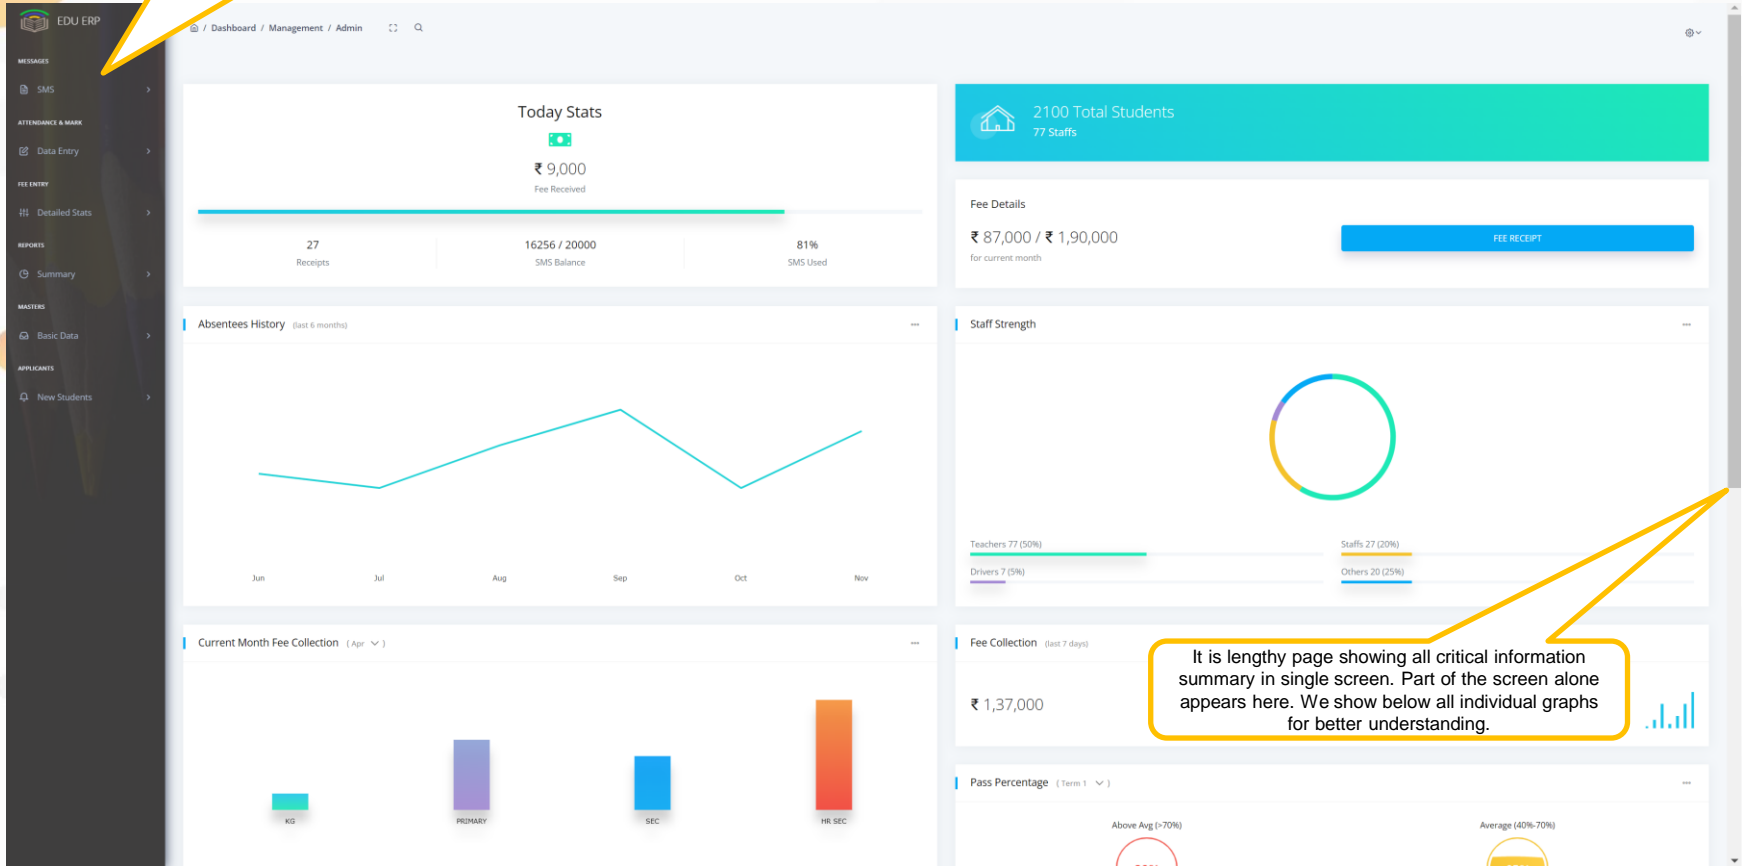 EDU ERP
/ Dashboard / Management / Admin
MESSAGES
SMS
ATTENDANCE & MARK
Data Entry
FEE ENTRY
Detailed Stats
REPORTS
Summary
MASTERS
Basic Data
APPLICANTS
New Students
Today Stats
₹ 9,000
Fee Received
27
Receipts
16256 / 20000
SMS Balance
81%
SMS Used
2100 Total Students
77 Staffs
Fee Details
₹ 87,000 / ₹ 1,90,000
for current month
FEE RECEIPT
Absentees History (last 6 months)
Jun Jul Aug Sep Oct Nov
Staff Strength
Teachers 77 (50%)
Staffs 27 (20%)
Drivers 7 (5%)
Others 20 (25%)
Current Month Fee Collection ( Apr )
KG PRIMARY SEC HR SEC
Fee Collection (last 7 days)
₹ 1,37,000
It is lengthy page showing all critical information
summary in single screen. Part of the screen alone
appears here. We show below all individual graphs
for better understanding.
Pass Percentage ( Term 1 )
Above Avg (>70%)
Average (40%-70%)